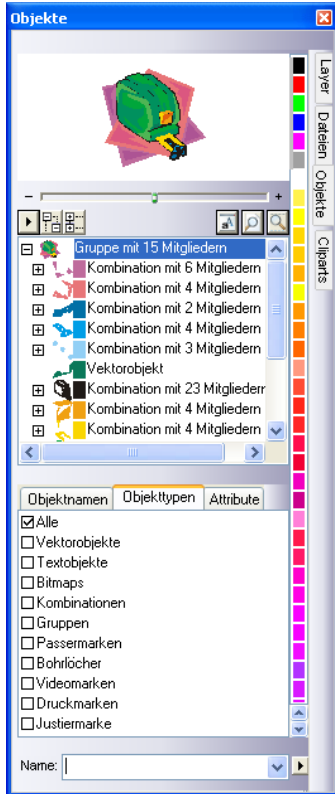 Objekte
Layer
Dateien
Objekte
Cliparts
- +
Gruppe mit 15 Mitgliedern
Kombination mit 6 Mitgliedern
Kombination mit 4 Mitgliedern
Kombination mit 2 Mitgliedern
Kombination mit 4 Mitgliedern
Kombination mit 3 Mitgliedern
Vektorobjekt
Kombination mit 23 Mitgliedern
Kombination mit 4 Mitgliedern
Kombination mit 4 Mitgliedern
Objektnamen Objekttypen Attribute
Alle
Vektorobjekte
Textobjekte
Bitmaps
Kombinationen
Gruppen
Passermarken
Bohrlöcher
Videomarken
Druckmarken
Justiermarke
Name: